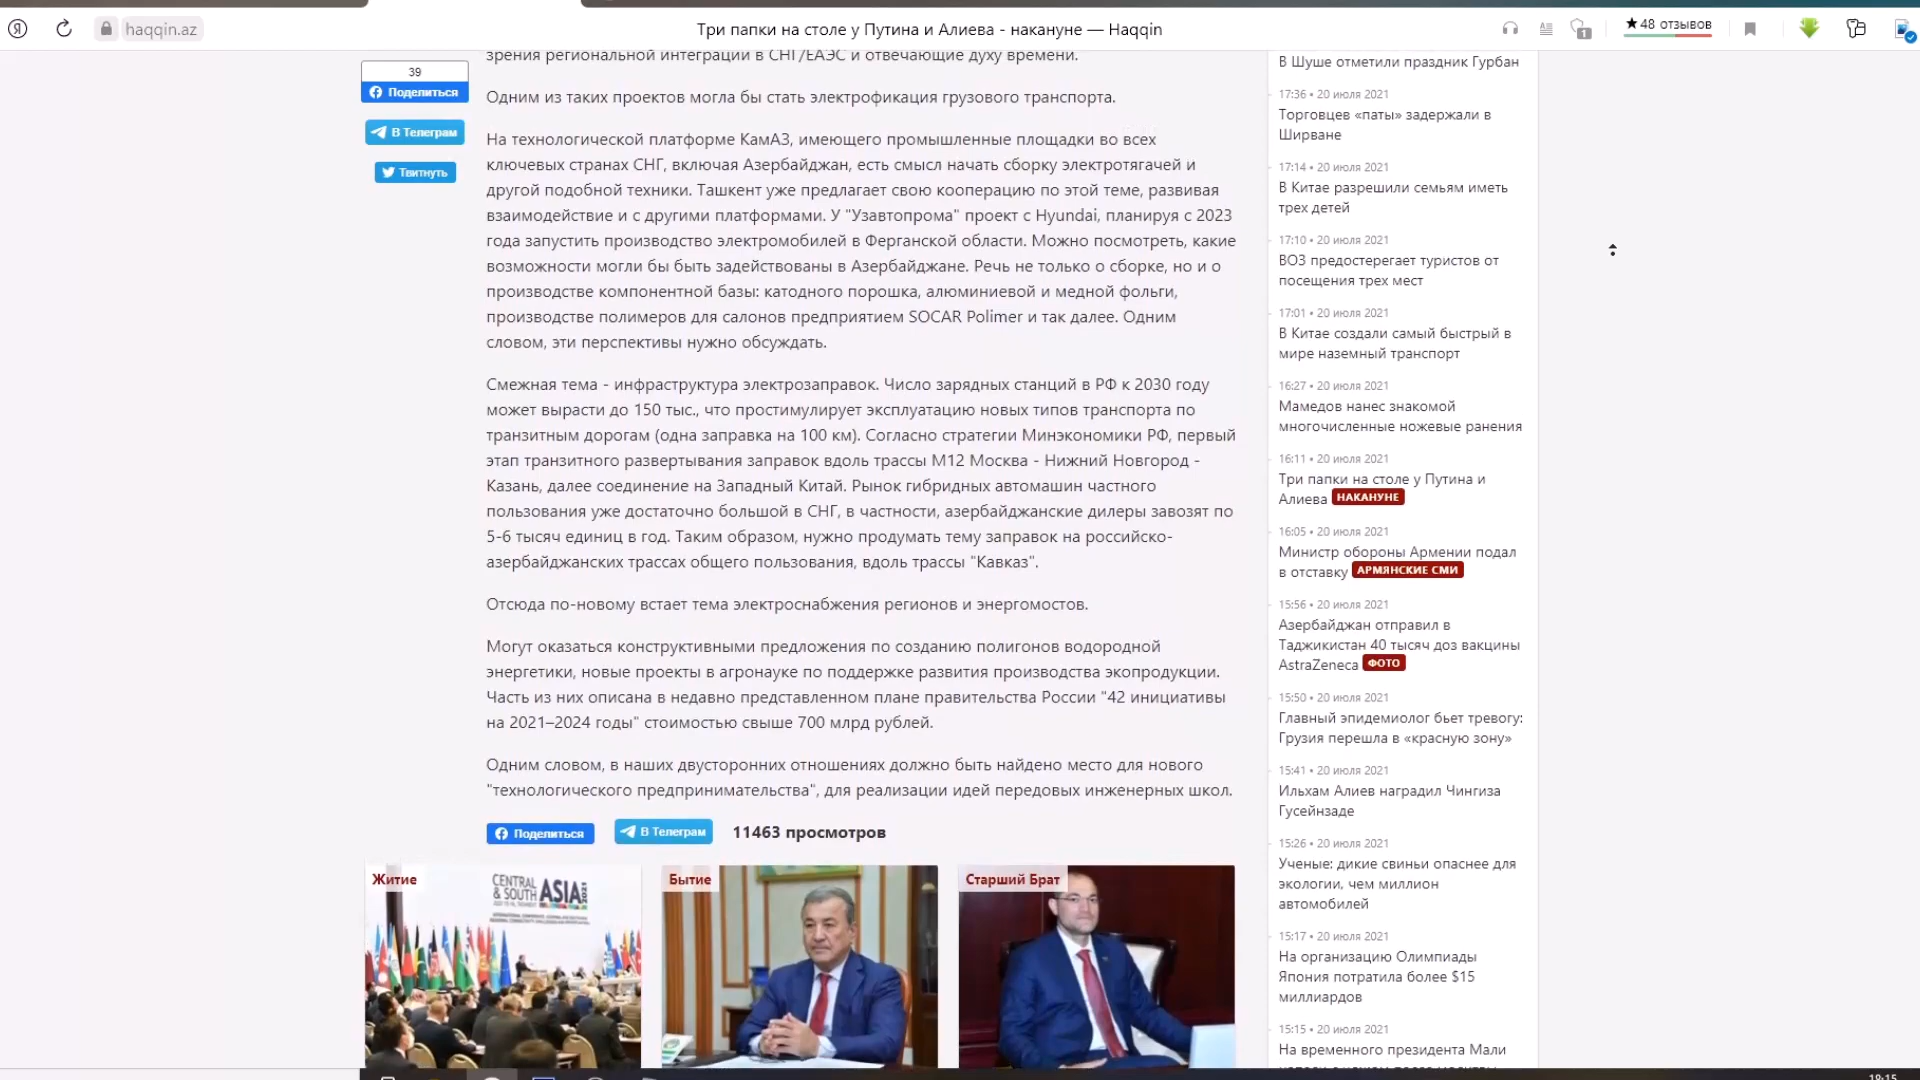 haqqin.az
Три папки на столе у Путина и Алиева - накануне — Haqqin
1
★48 отзывов
39
Поделиться
В Телеграм
Твитнуть
зрения региональной интеграции в СНГ/ЕАЭС и отвечающие духу времени.
Одним из таких проектов могла бы стать электрофикация грузового транспорта.
На технологической платформе КамАЗ, имеющего промышленные площадки во всех
ключевых странах СНГ, включая Азербайджан, есть смысл начать сборку электротягачей и
другой подобной техники. Ташкент уже предлагает свою кооперацию по этой теме, развивая
взаимодействие и с другими платформами. У "Узавтопрома" проект с Hyundai, планируя с 2023
года запустить производство электромобилей в Ферганской области. Можно посмотреть, какие
возможности могли бы быть задействованы в Азербайджане. Речь не только о сборке, но и о
производстве компонентной базы: катодного порошка, алюминиевой и медной фольги,
производстве полимеров для салонов предприятием SOCAR Polimer и так далее. Одним
словом, эти перспективы нужно обсуждать.
Смежная тема - инфраструктура электрозаправок. Число зарядных станций в РФ к 2030 году
может вырасти до 150 тыс., что простимулирует эксплуатацию новых типов транспорта по
транзитным дорогам (одна заправка на 100 км). Согласно стратегии Минэкономики РФ, первый
этап транзитного развертывания заправок вдоль трассы М12 Москва - Нижний Новгород -
Казань, далее соединение на Западный Китай. Рынок гибридных автомашин частного
пользования уже достаточно большой в СНГ, в частности, азербайджанские дилеры завозят по
5-6 тысяч единиц в год. Таким образом, нужно продумать тему заправок на российско-
азербайджанских трассах общего пользования, вдоль трассы "Кавказ".
Отсюда по-новому встает тема электроснабжения регионов и энергомостов.
Могут оказаться конструктивными предложения по созданию полигонов водородной
энергетики, новые проекты в агронауке по поддержке развития производства экопродукции.
Часть из них описана в недавно представленном плане правительства России "42 инициативы
на 2021–2024 годы" стоимостью свыше 700 млрд рублей.
Одним словом, в наших двусторонних отношениях должно быть найдено место для нового
"технологического предпринимательства", для реализации идей передовых инженерных школ.
Поделиться
В Телеграм
11463 просмотров
Житие
CENTRAL
& SOUTH ASIA
Бытие
Старший Брат
В Шуше отметили праздник Гурбан
17:36 • 20 июля 2021
Торговцев «паты» задержали в
Ширване
17:14 • 20 июля 2021
В Китае разрешили семьям иметь
трех детей
17:10 • 20 июля 2021
ВОЗ предостерегает туристов от
посещения трех мест
17:01 • 20 июля 2021
В Китае создали самый быстрый в
мире наземный транспорт
16:27 • 20 июля 2021
Мамедов нанес знакомой
многочисленные ножевые ранения
16:11 • 20 июля 2021
Три папки на столе у Путина и
Алиева НАКАНУНЕ
16:05 • 20 июля 2021
Министр обороны Армении подал
в отставку АРМЯНСКИЕ СМИ
15:56 • 20 июля 2021
Азербайджан отправил в
Таджикистан 40 тысяч доз вакцины
AstraZeneca ФОТО
15:50 • 20 июля 2021
Главный эпидемиолог бьет тревогу:
Грузия перешла в «красную зону»
15:41 • 20 июля 2021
Ильхам Алиев наградил Чингиза
Гусейнзаде
15:26 • 20 июля 2021
Ученые: дикие свиньи опаснее для
экологии, чем миллион
автомобилей
15:17 • 20 июля 2021
На организацию Олимпиады
Япония потратила более $15
миллиардов
15:15 • 20 июля 2021
На временного президента Мали